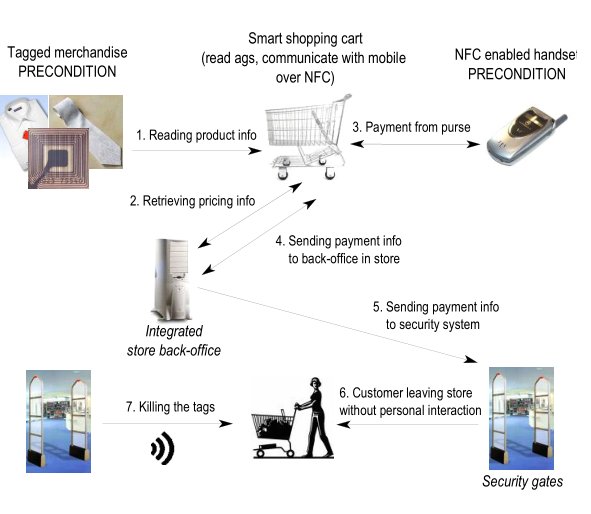 Tagged merchandise
PRECONDITION
Smart shopping cart
(read ags, communicate with mobile
over NFC)
NFC enabled handset
PRECONDITION
1. Reading product info
3. Payment from purse
2. Retrieving pricing info
4. Sending payment info
to back-office in store
Integrated
store back-office
5. Sending payment info
to security system
7. Killing the tags
6. Customer leaving store
without personal interaction
Security gates